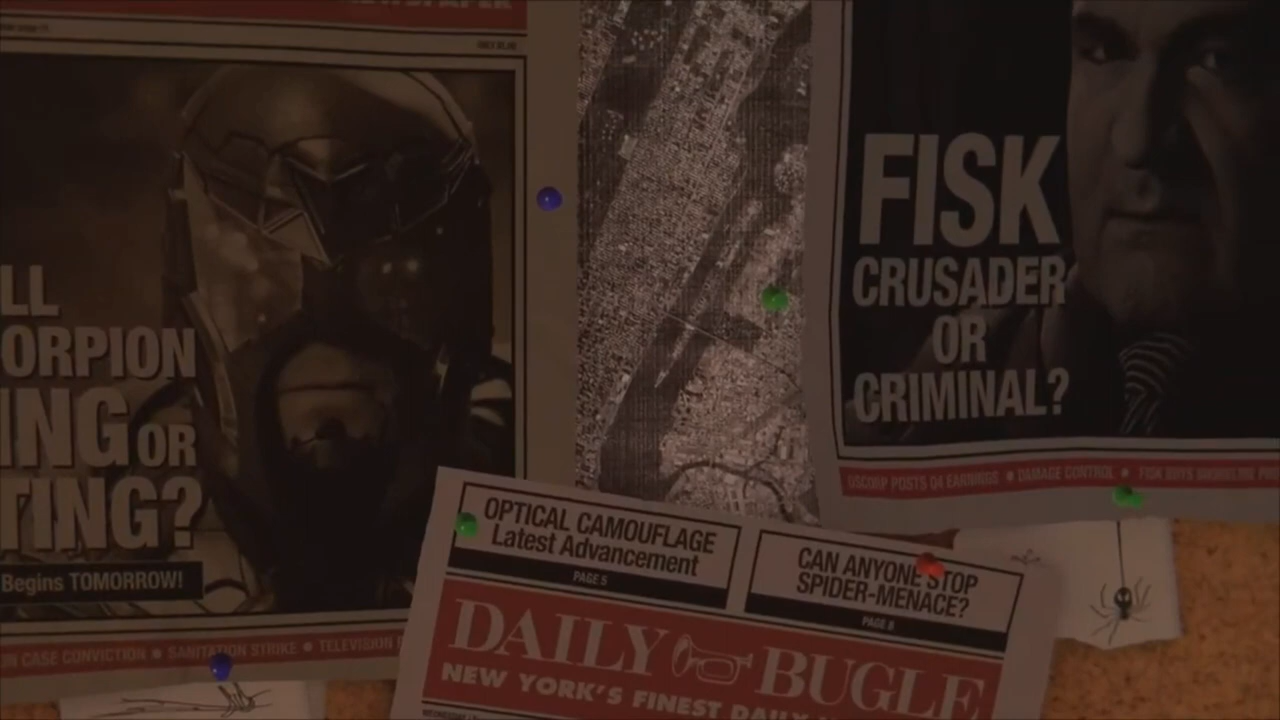 LL
ORPION
ING OR
TING?
Begins TOMORROW!
CASE CONVICTION • SANITATION STRIKE • TELEVISION
FISK
CRUSADER
OR
CRIMINAL?
OSCORP POSTS Q4 EARNINGS • DAMAGE CONTROL • FISK
OPTICAL CAMOUFLAGE
Latest Advancement
PAGE 5
CAN ANYONE STOP
SPIDER-MENACE?
PAGE 8
DAILY BUGLE
NEW YORK'S FINEST DAILY